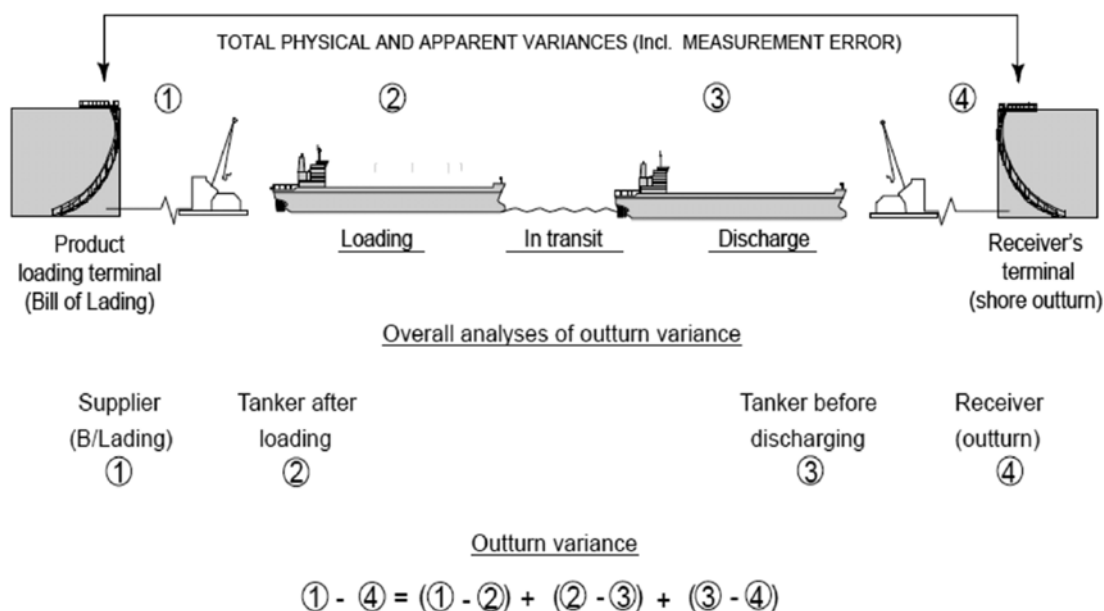 TOTAL PHYSICAL AND APPARENT VARIANCES (Incl. MEASUREMENT ERROR)
① ② ③ ④
Loading In transit Discharge
Product
loading terminal
(Bill of Lading)
Receiver's
terminal
(shore outturn)
Overall analyses of outturn variance
Supplier
(B/Lading)
①
Tanker after
loading
②
Tanker before
discharging
③
Receiver
(outturn)
④
Outturn variance
① - ④ = (① - ②) + (② - ③) + (③ - ④)